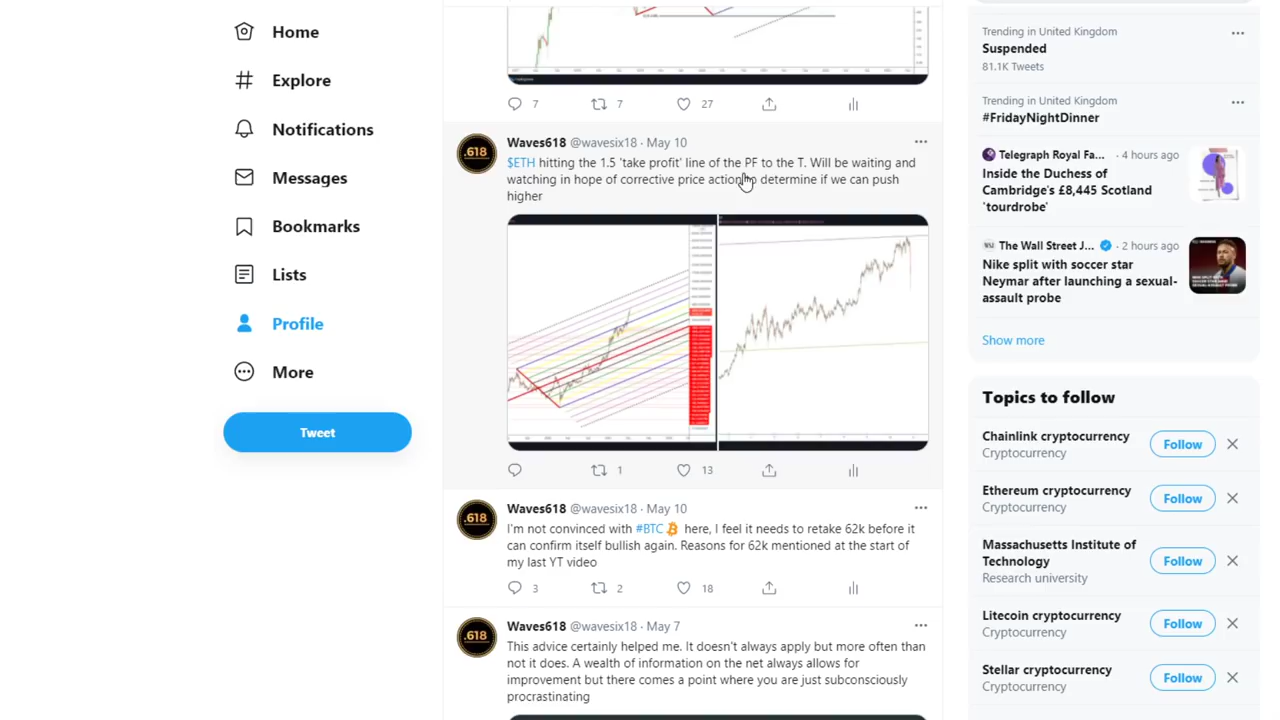 Home
Explore
Notifications
Messages
Bookmarks
Lists
Profile
More
Tweet
7 7 27
.618
Waves618 @wavesix18 · May 10
$ETH hitting the 1.5 'take profit' line of the PF to the T. Will be waiting and
watching in hope of corrective price action to determine if we can push
higher
1 13
.618
Waves618 @wavesix18 · May 10
I'm not convinced with #BTC here, I feel it needs to retake 62k before it
can confirm itself bullish again. Reasons for 62k mentioned at the start of
my last YT video
3 2 18
.618
Waves618 @wavesix18 · May 7
This advice certainly helped me. It doesn't always apply but more often than
not it does. A wealth of information on the net always allows for
improvement but there comes a point where you are just subconsciously
procrastinating
Trending in United Kingdom
Suspended
81.1K Tweets
Trending in United Kingdom
#FridayNightDinner
Telegraph Royal Fa... · 4 hours ago
Inside the Duchess of
Cambridge's £8,445 Scotland
'tourdrobe'
The Wall Street J... · 2 hours ago
Nike split with soccer star
Neymar after launching a sexual-
assault probe
Show more
Topics to follow
Chainlink cryptocurrency
Cryptocurrency
Follow
Ethereum cryptocurrency
Cryptocurrency
Follow
Massachusetts Institute of
Technology
Research university
Follow
Litecoin cryptocurrency
Cryptocurrency
Follow
Stellar cryptocurrency
Cryptocurrency
Follow